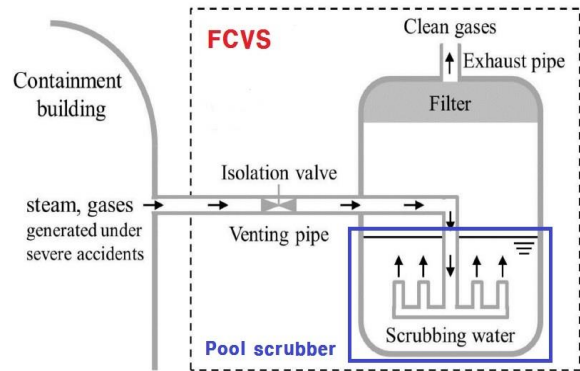 FCVS
Clean gases
Exhaust pipe
Containment
building
Filter
Isolation valve
steam, gases
generated under
severe accidents
Venting pipe
Scrubbing water
Pool scrubber